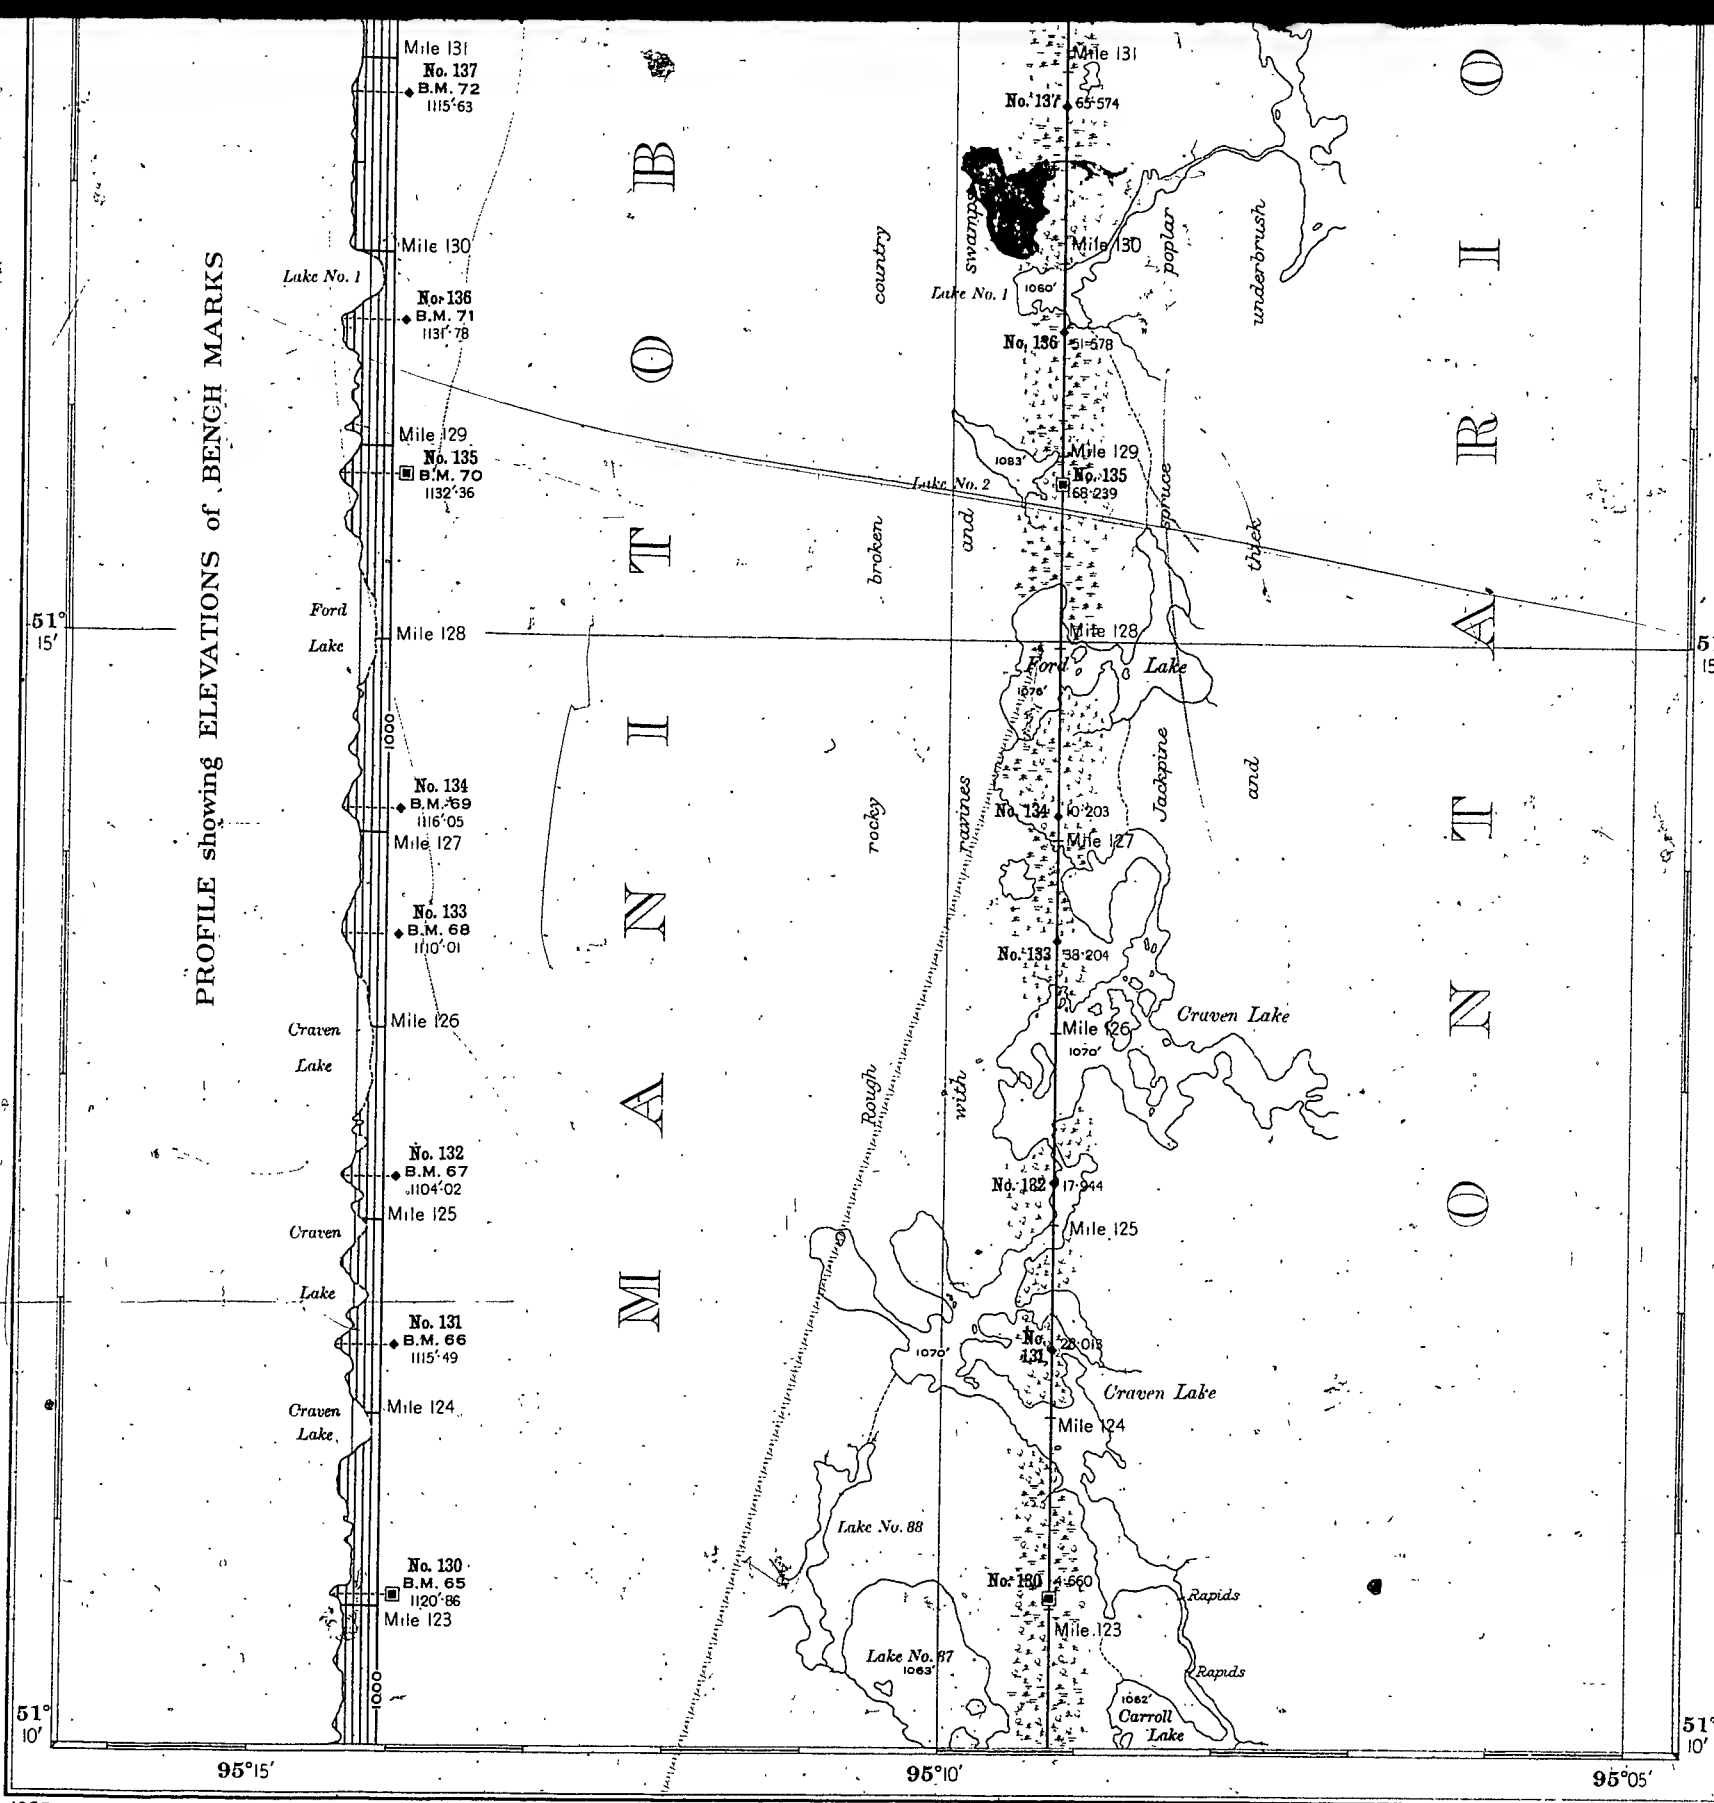 PROFILE showing ELEVATIONS of BENCH MARKS
Mile 131
No. 137
B.M. 72
1115'·63
Mile 130
Lake No. 1
No. 136
B.M. 71
1131'·78
Mile 129
No. 135
B.M. 70
1132'·36
Ford
Lake
Mile 128
1000
No. 134
B.M. 69
1116'·05
Mile 127
No. 133
B.M. 68
1110'·01
Craven
Lake
Mile 126
No. 132
B.M. 67
1104'·02
Mile 125
Craven
Lake
No. 131
B.M. 66
1115'·49
Mile 124
Craven
Lake
No. 130
B.M. 65
1120'·86
Mile 123
1000
MANITOBA
ONTARIO
Rough rocky broken country
with ravines and swamps
Jackpine spruce poplar
and thick underbrush
Mile 131
No. 137 65·574
Mile 130
Lake No. 1
1060'
No. 136 51·578
Mile 129
1083'
No. 135
68·239
Lake No. 2
Mile 128
Ford Lake
1076'
No. 134 10·203
Mile 127
No. 133 38·204
Craven Lake
Mile 126
1070'
No. 132 17·944
Mile 125
No. 131 28·013
1070'
Craven Lake
Mile 124
Lake No. 88
No. 130 4·660
Rapids
Mile 123
Lake No. 87
1063'
Rapids
1062'
Carroll
Lake
51°
15'
51°
10'
51°
10'
95°15'
95°10'
95°05'